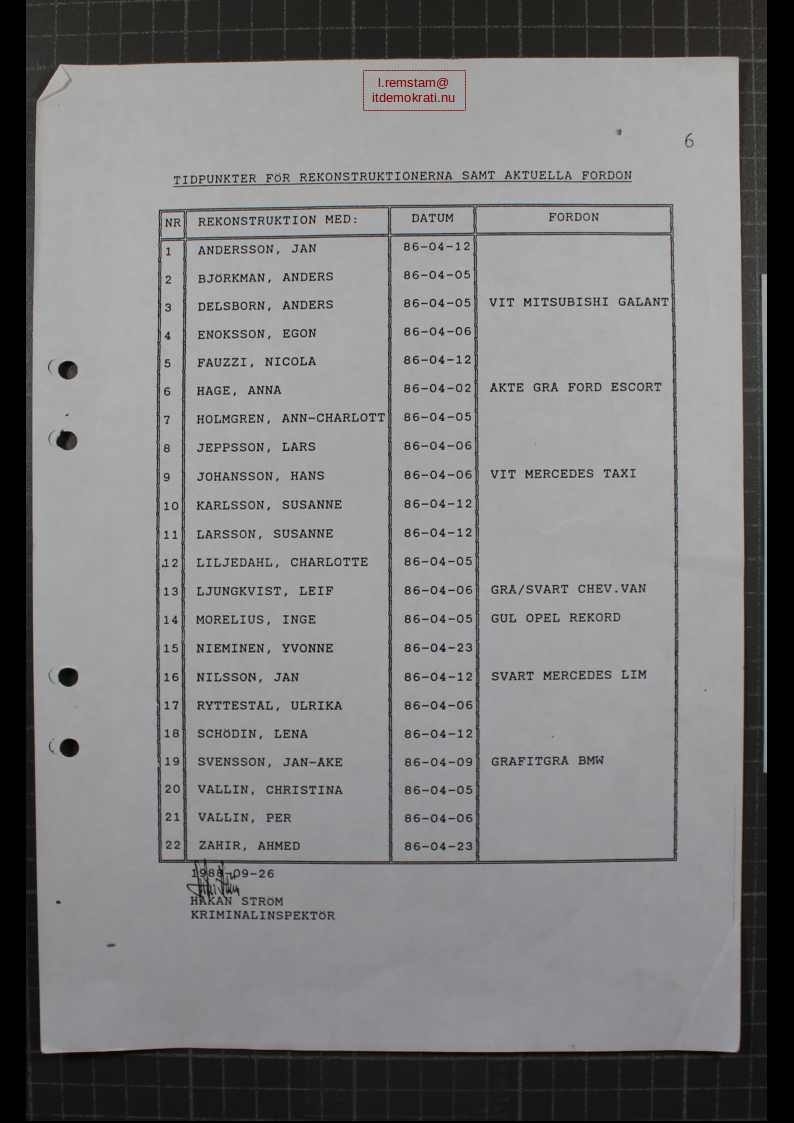 l.remstam@
itdemokrati.nu
6
TIDPUNKTER FÖR REKONSTRUKTIONERNA SAMT AKTUELLA FORDON
NR REKONSTRUKTION MED: DATUM FORDON
1 ANDERSSON, JAN 86-04-12
2 BJÖRKMAN, ANDERS 86-04-05
3 DELSBORN, ANDERS 86-04-05 VIT MITSUBISHI GALANT
4 ENOKSSON, EGON 86-04-06
5 FAUZZI, NICOLA 86-04-12
6 HAGE, ANNA 86-04-02 ÅKTE GRÅ FORD ESCORT
7 HOLMGREN, ANN-CHARLOTT 86-04-05
8 JEPPSSON, LARS 86-04-06
9 JOHANSSON, HANS 86-04-06 VIT MERCEDES TAXI
10 KARLSSON, SUSANNE 86-04-12
11 LARSSON, SUSANNE 86-04-12
12 LILJEDAHL, CHARLOTTE 86-04-05
13 LJUNGKVIST, LEIF 86-04-06 GRÅ/SVART CHEV.VAN
14 MORELIUS, INGE 86-04-05 GUL OPEL REKORD
15 NIEMINEN, YVONNE 86-04-23
16 NILSSON, JAN 86-04-12 SVART MERCEDES LIM
17 RYTTESTÅL, ULRIKA 86-04-06
18 SCHÖDIN, LENA 86-04-12
19 SVENSSON, JAN-ÅKE 86-04-09 GRAFITGRÅ BMW
20 VALLIN, CHRISTINA 86-04-05
21 VALLIN, PER 86-04-06
22 ZAHIR, AHMED 86-04-23
1988-09-26
HÅKAN STRÖM
KRIMINALINSPEKTÖR